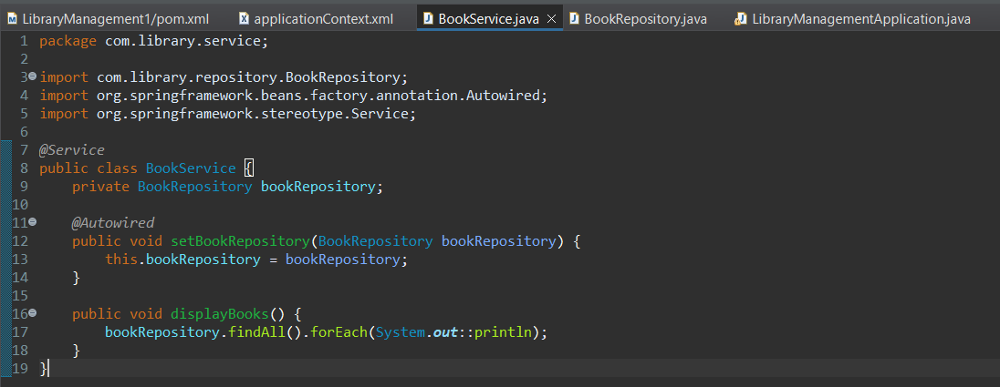 LibraryManagement1/pom.xml applicationContext.xml BookService.java BookRepository.java LibraryManagementApplication.java
1 package com.library.service;
2
3 import com.library.repository.BookRepository;
4 import org.springframework.beans.factory.annotation.Autowired;
5 import org.springframework.stereotype.Service;
6
7 @Service
8 public class BookService {
9     private BookRepository bookRepository;
10
11     @Autowired
12     public void setBookRepository(BookRepository bookRepository) {
13         this.bookRepository = bookRepository;
14     }
15
16     public void displayBooks() {
17         bookRepository.findAll().forEach(System.out::println);
18     }
19 }